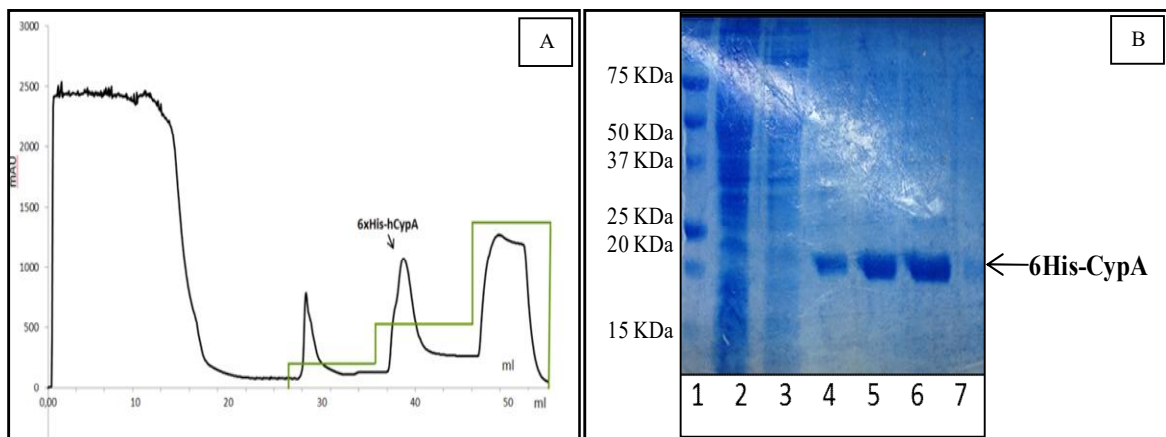 A
3000
2500
2000
1500
1000
500
0
mAU
6xHis-hCypA
ml
0,00 10 20 30 40 50 ml
B
75 KDa
50 KDa
37 KDa
25 KDa
20 KDa
15 KDa
6His-CypA
1 2 3 4 5 6 7